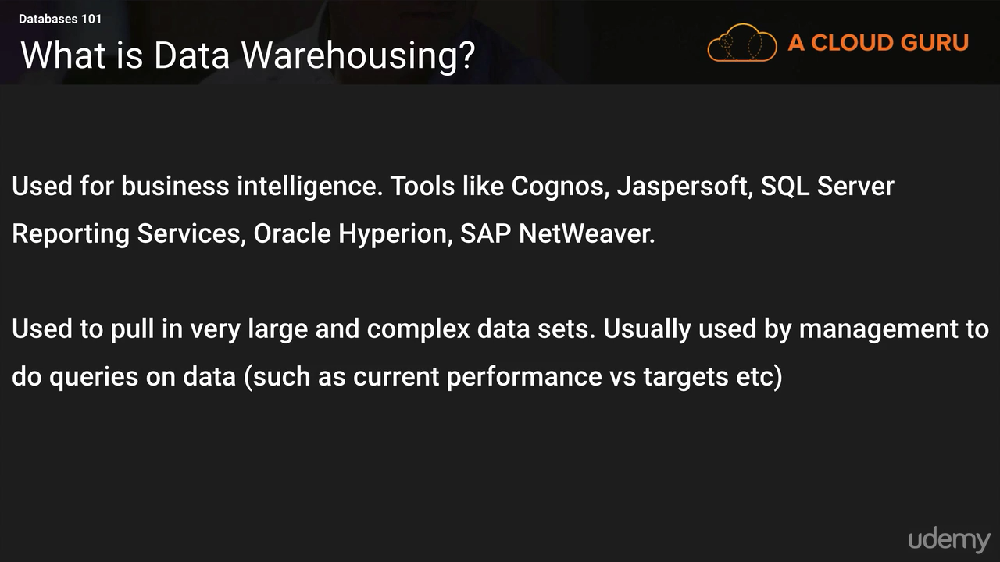 Databases 101
What is Data Warehousing?
A CLOUD GURU
Used for business intelligence. Tools like Cognos, Jaspersoft, SQL Server
Reporting Services, Oracle Hyperion, SAP NetWeaver.
Used to pull in very large and complex data sets. Usually used by management to
do queries on data (such as current performance vs targets etc)
udemy